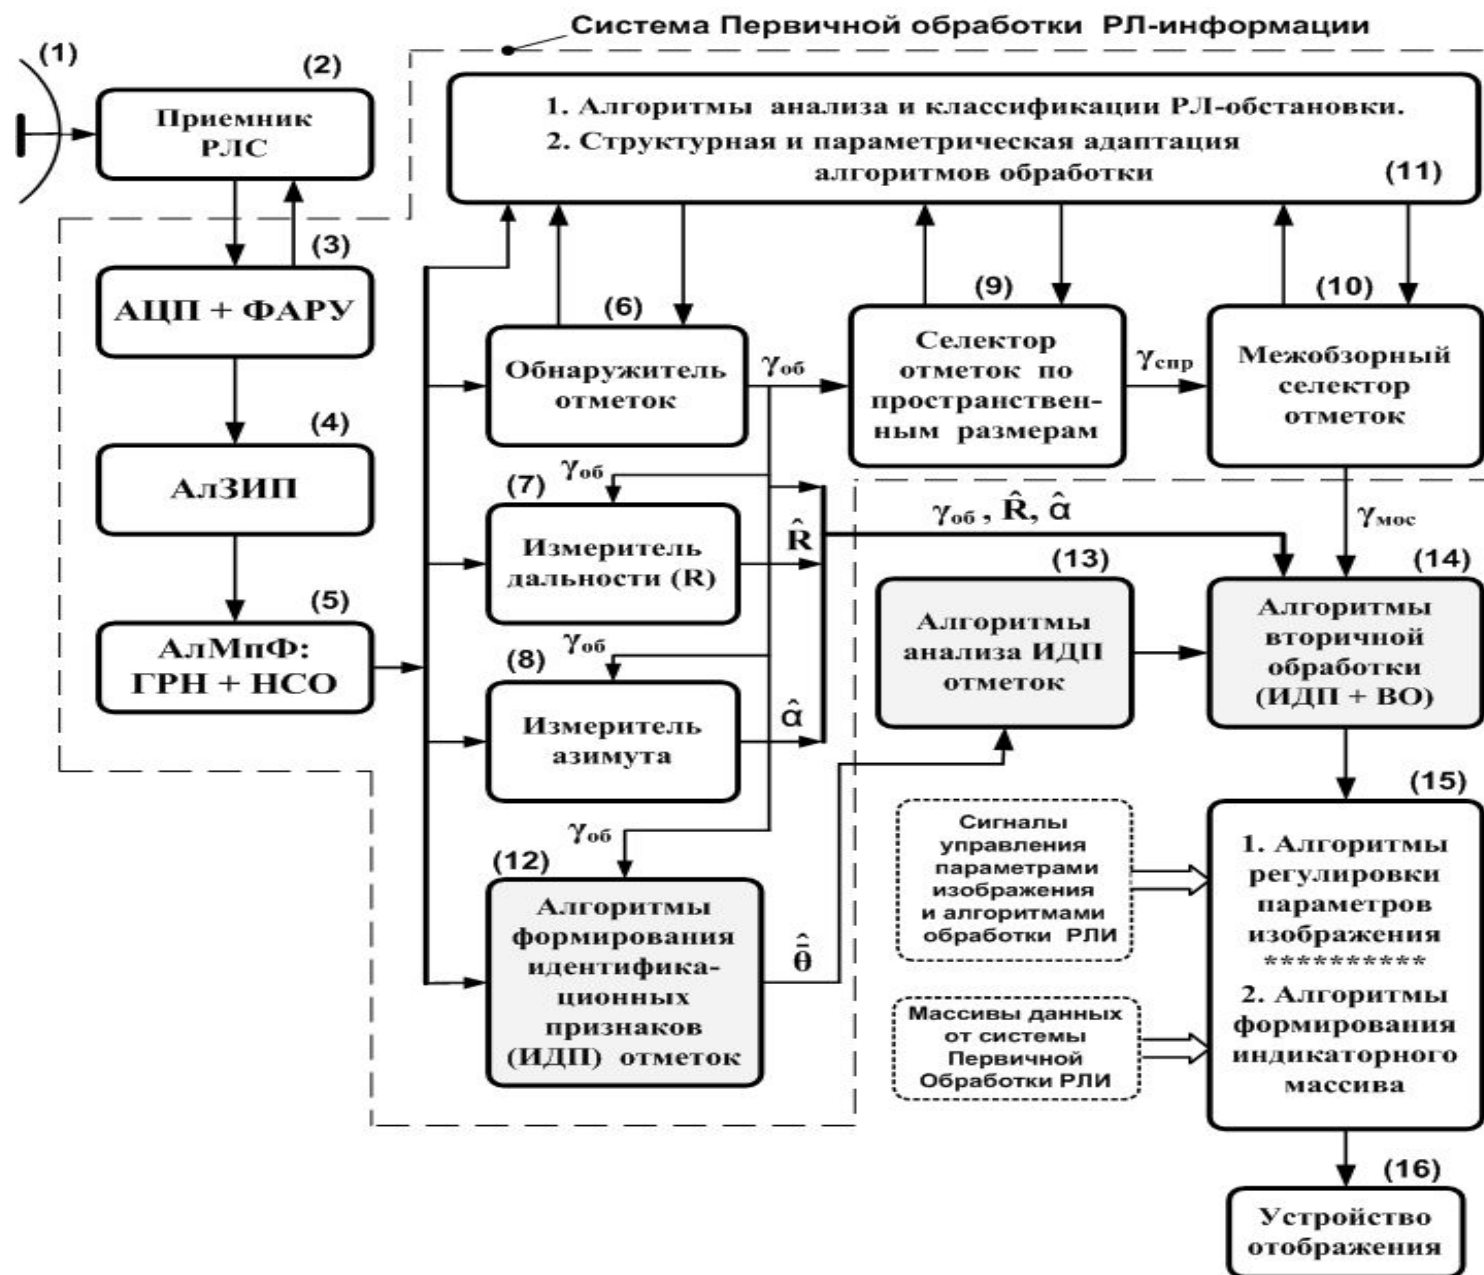 Система Первичной обработки РЛ-информации
(1)
(2)
Приемник
РЛС
1. Алгоритмы анализа и классификации РЛ-обстановки.
2. Структурная и параметрическая адаптация
алгоритмов обработки
(11)
(3)
АЦП + ФАРУ
(6)
Обнаружитель
отметок
γоб
(9)
Селектор
отметок по
пространствен-
ным размерам
γспр
(10)
Межобзорный
селектор
отметок
(4)
АлЗИП
γоб
(7)
Измеритель
дальности (R)
R̂
γоб , R̂, α̂
γмос
(5)
АлМпФ:
ГРН + НСО
γоб
(8)
Измеритель
азимута
α̂
(13)
Алгоритмы
анализа ИДП
отметок
(14)
Алгоритмы
вторичной
обработки
(ИДП + ВО)
γоб
(12)
Алгоритмы
формирования
идентифика-
ционных
признаков
(ИДП) отметок
θ̄̂
Сигналы
управления
параметрами
изображения
и алгоритмами
обработки РЛИ
Массивы данных
от системы
Первичной
Обработки РЛИ
(15)
1. Алгоритмы
регулировки
параметров
изображения
**********
2. Алгоритмы
формирования
индикаторного
массива
(16)
Устройство
отображения